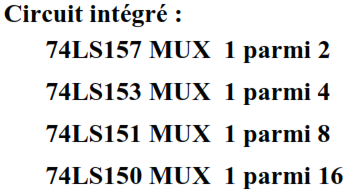 Circuit intégré :
74LS157 MUX 1 parmi 2
74LS153 MUX 1 parmi 4
74LS151 MUX 1 parmi 8
74LS150 MUX 1 parmi 16